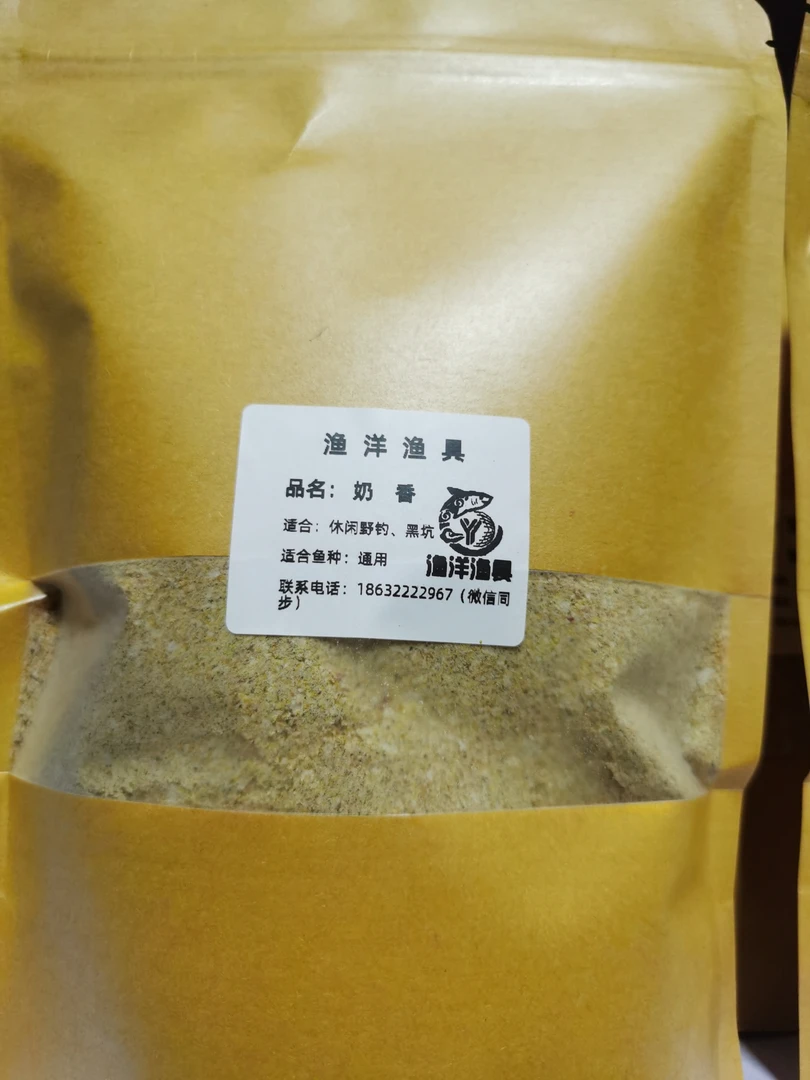 渔洋渔具
品名：奶 香
适合：休闲野钓、黑坑
适合鱼种：通用
渔洋渔具
联系电话：18632222967（微信同
步）